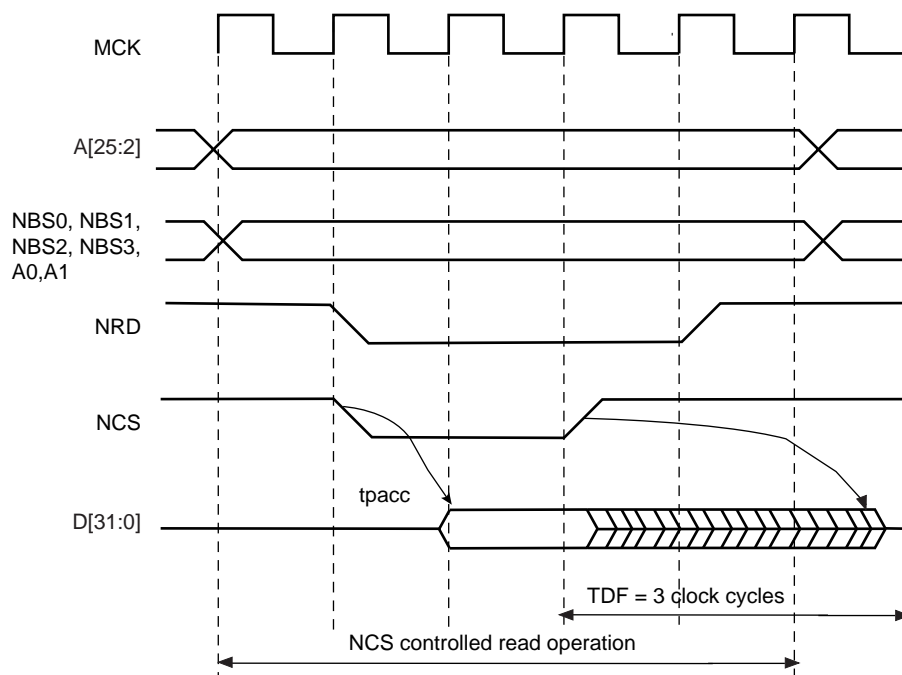 MCK
A[25:2]
NBS0, NBS1,
NBS2, NBS3,
A0,A1
NRD
NCS
tpacc
D[31:0]
TDF = 3 clock cycles
NCS controlled read operation